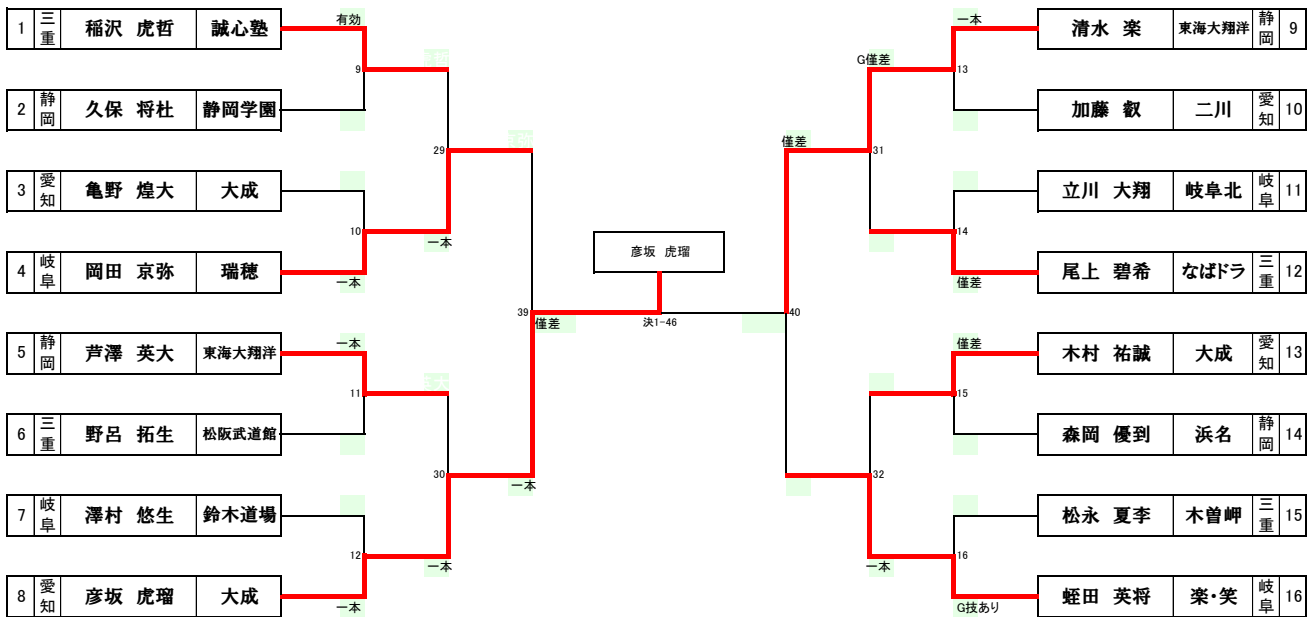 1 三重 稲沢 虎哲 誠心塾
有効
9
2 静岡 久保 将杜 静岡学園
29
3 愛知 亀野 煌大 大成
10
一本
4 岐阜 岡田 京弥 瑞穂
一本
39
僅差
5 静岡 芦澤 英大 東海大翔洋
一本
11
6 三重 野呂 拓生 松阪武道館
30
一本
7 岐阜 澤村 悠生 鈴木道場
12
一本
8 愛知 彦坂 虎瑠 大成
一本
彦坂 虎瑠
決1-46
一本
清水 楽 東海大翔洋 静岡 9
G僅差
13
加藤 叡 二川 愛知 10
僅差
31
立川 大翔 岐阜北 岐阜 11
14
尾上 碧希 なばドラ 三重 12
僅差
40
僅差
木村 祐誠 大成 愛知 13
15
森岡 優到 浜名 静岡 14
32
松永 夏李 木曽岬 三重 15
16
一本
蛭田 英将 楽・笑 岐阜 16
G技あり